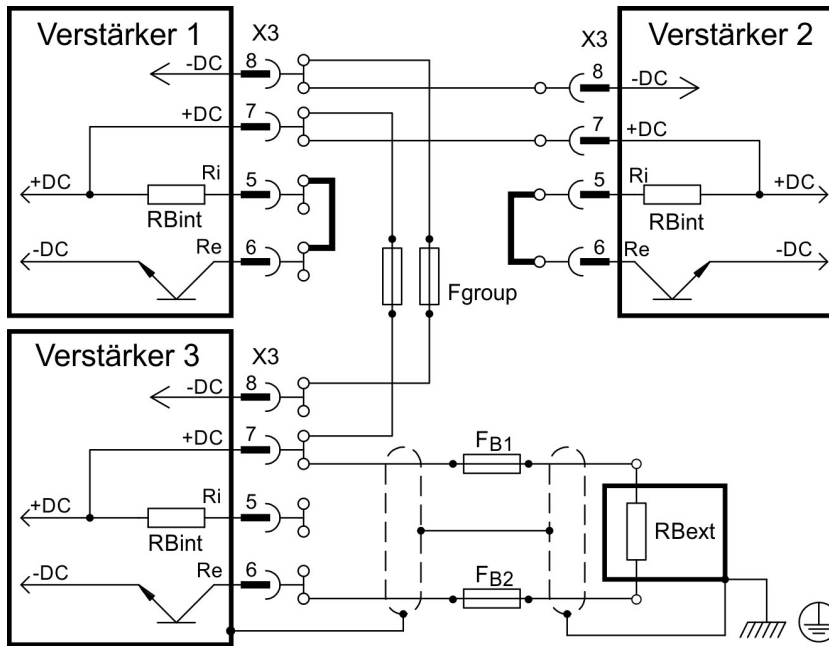 Verstärker 1
X3
-DC
8
+DC
7
+DC
Ri
5
RBint
-DC
Re
6
Verstärker 2
X3
8
-DC
7
+DC
5
Ri
+DC
RBint
6
Re
-DC
Fgroup
Verstärker 3
X3
-DC
8
+DC
7
+DC
Ri
5
RBint
-DC
Re
6
FB1
RBext
FB2